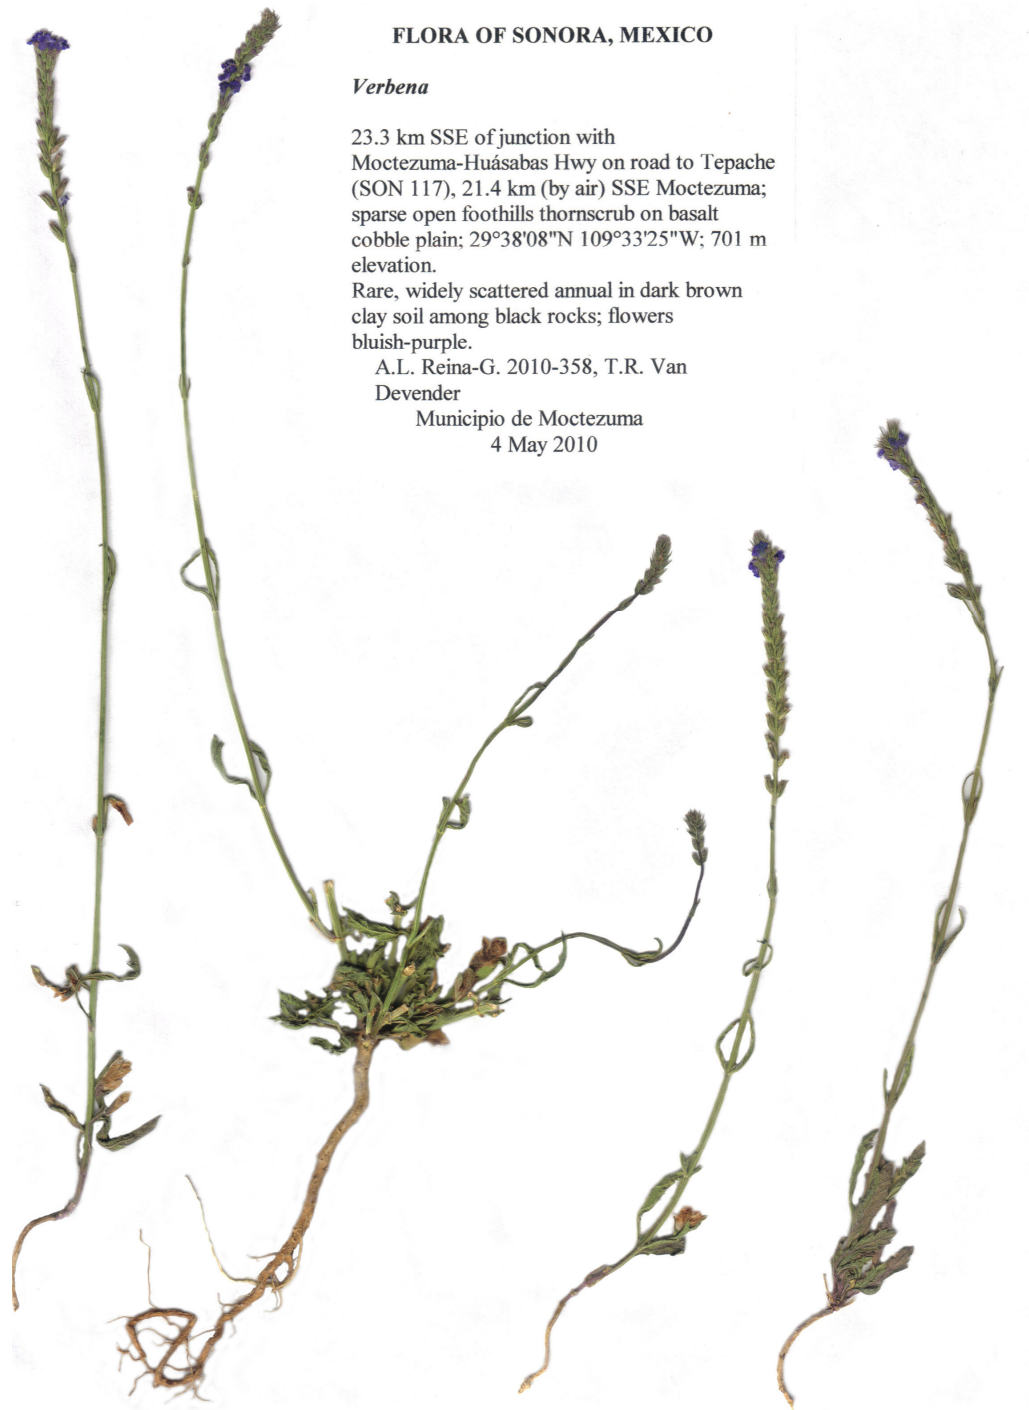 FLORA OF SONORA, MEXICO
Verbena
23.3 km SSE of junction with
Moctezuma-Huásabas Hwy on road to Tepache
(SON 117), 21.4 km (by air) SSE Moctezuma;
sparse open foothills thornscrub on basalt
cobble plain; 29°38'08"N 109°33'25"W; 701 m
elevation.
Rare, widely scattered annual in dark brown
clay soil among black rocks; flowers
bluish-purple.
A.L. Reina-G. 2010-358, T.R. Van
Devender
Municipio de Moctezuma
4 May 2010